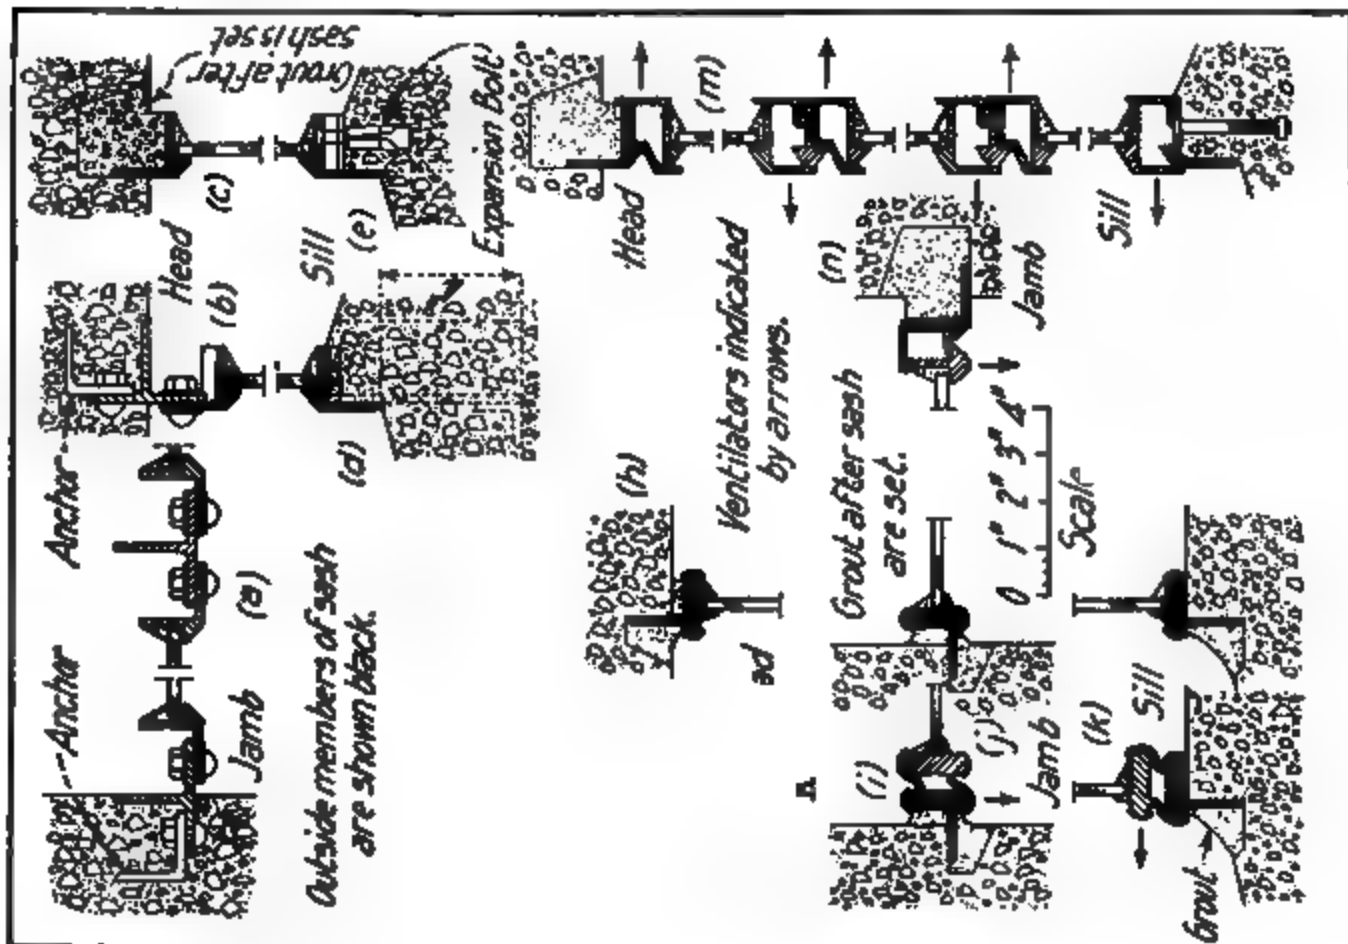 Anchor
Anchor
Grout after
sash is set
Head
(a)
(b)
(c)
Jamb
Sill
(d)
(e)
Expansion Bolt
Outside members of sash
are shown black.
(h)
Head
(m)
Ventilators indicated
by arrows.
(n)
Jamb
Sill
Grout after sash
are set.
(i)
(j)
Jamb
0 1" 2" 3" 4"
Scale
(k)
Sill
Grout